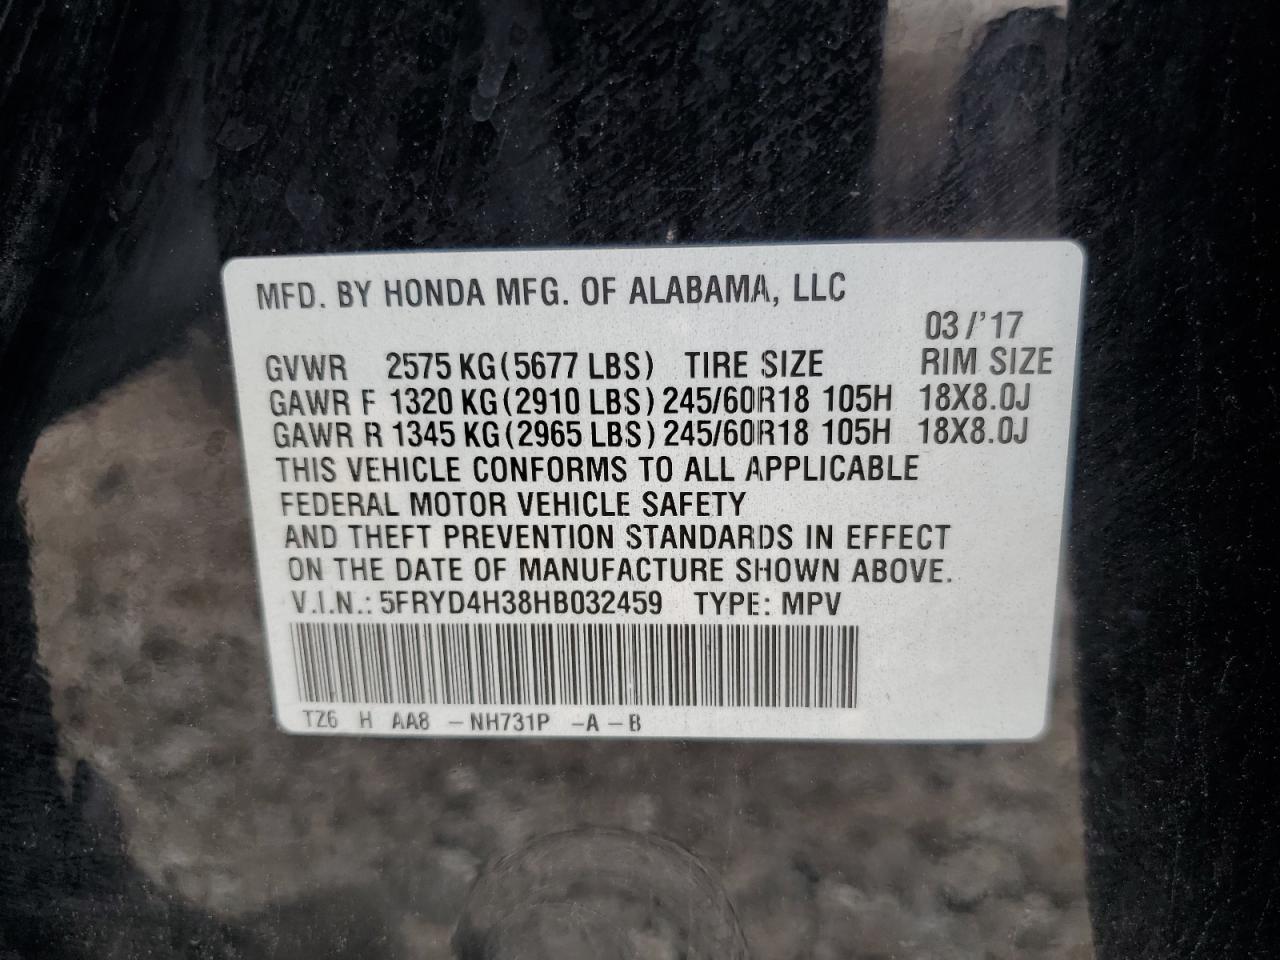 MFD. BY HONDA MFG. OF ALABAMA, LLC
03/'17
GVWR 2575 KG(5677 LBS) TIRE SIZE RIM SIZE
GAWR F 1320 KG(2910 LBS) 245/60R18 105H 18X8.0J
GAWR R 1345 KG(2965 LBS) 245/60R18 105H 18X8.0J
THIS VEHICLE CONFORMS TO ALL APPLICABLE
FEDERAL MOTOR VEHICLE SAFETY
AND THEFT PREVENTION STANDARDS IN EFFECT
ON THE DATE OF MANUFACTURE SHOWN ABOVE.
V.I.N.: 5FRYD4H38HB032459 TYPE: MPV
TZ6 H AA8 -NH731P -A-B